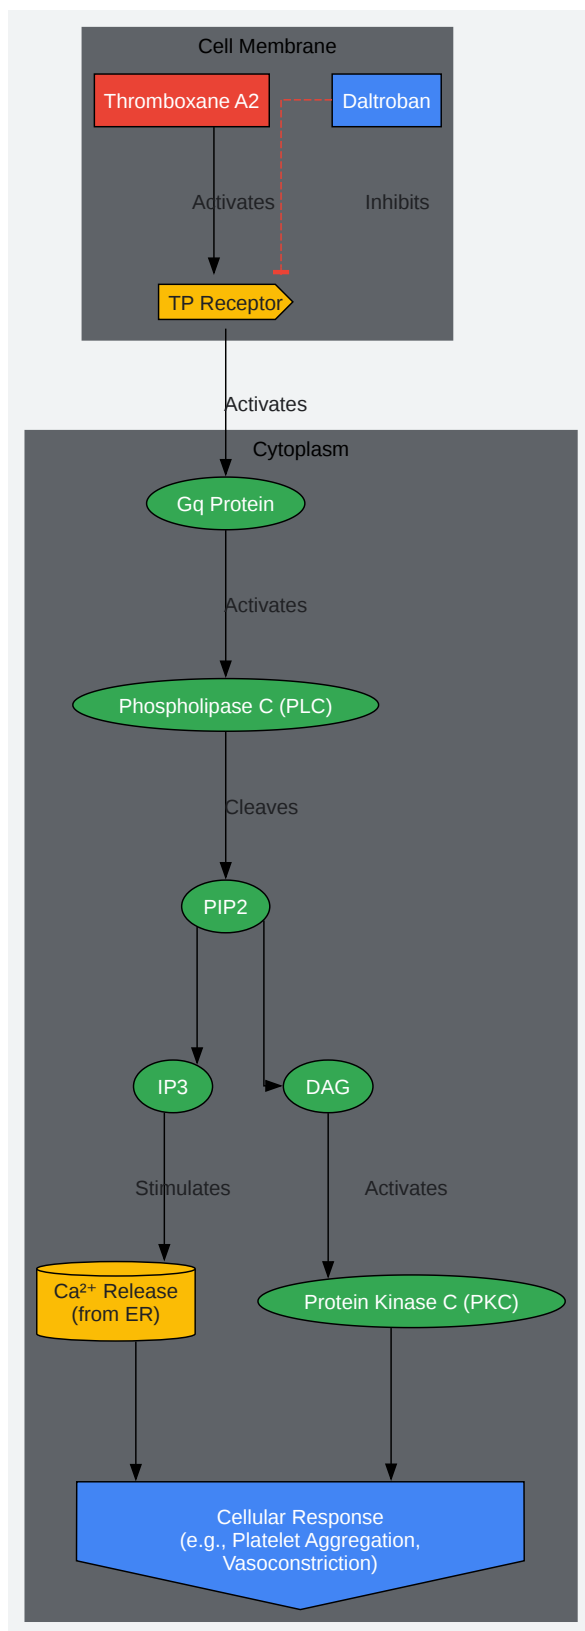 Cell Membrane
Thromboxane A2
Daltroban
Activates
Inhibits
TP Receptor
Activates
Cytoplasm
Gq Protein
Activates
Phospholipase C (PLC)
Cleaves
PIP2
IP3
DAG
Stimulates
Activates
Ca²⁺ Release
(from ER)
Protein Kinase C (PKC)
Cellular Response
(e.g., Platelet Aggregation,
Vasoconstriction)